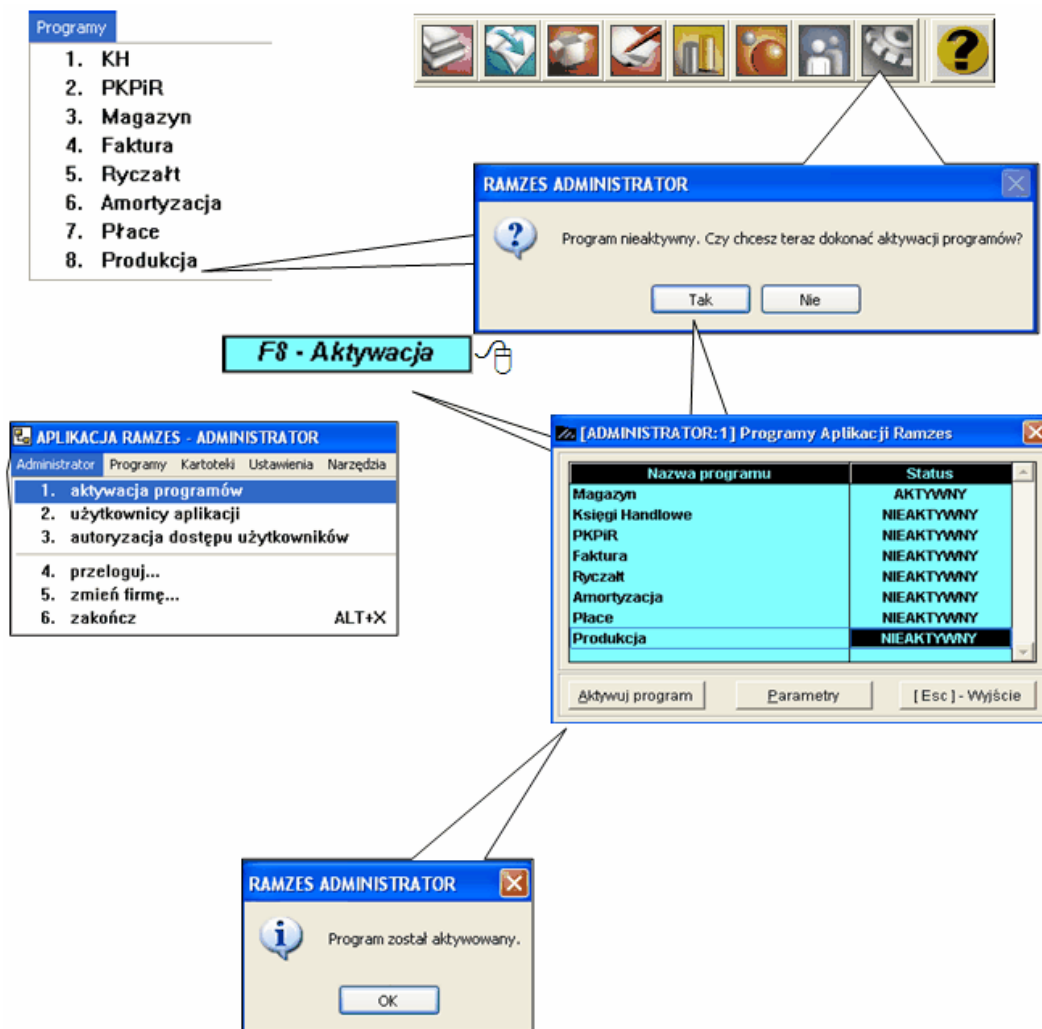 Programy
1. KH
2. PKPiR
3. Magazyn
4. Faktura
5. Ryczałt
6. Amortyzacja
7. Płace
8. Produkcja
?
RAMZES ADMINISTRATOR
Program nieaktywny. Czy chcesz teraz dokonać aktywacji programów?
Tak Nie
F8 - Aktywacja
APLIKACJA RAMZES - ADMINISTRATOR
Administrator Programy Kartoteki Ustawienia Narzędzia
1. aktywacja programów
2. użytkownicy aplikacji
3. autoryzacja dostępu użytkowników
4. przeloguj...
5. zmień firmę...
6. zakończ ALT+X
[ADMINISTRATOR:1] Programy Aplikacji Ramzes
Nazwa programu Status
Magazyn AKTYWNY
Księgi Handlowe NIEAKTYWNY
PKPiR NIEAKTYWNY
Faktura NIEAKTYWNY
Ryczałt NIEAKTYWNY
Amortyzacja NIEAKTYWNY
Płace NIEAKTYWNY
Produkcja NIEAKTYWNY
Aktywuj program Parametry [Esc] - Wyjście
RAMZES ADMINISTRATOR
Program został aktywowany.
OK